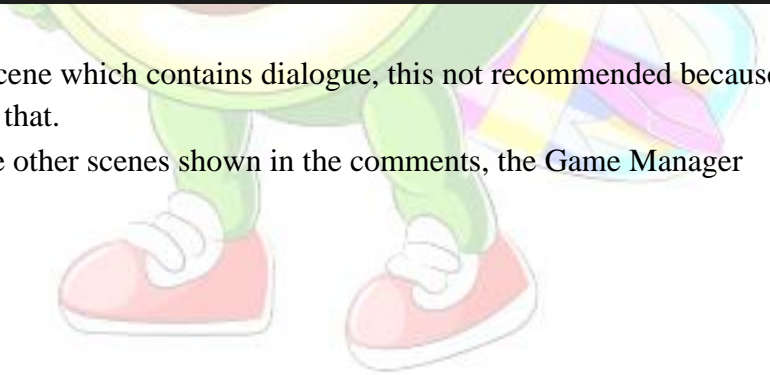 cene which contains dialogue, this not recommended because
that.
e other scenes shown in the comments, the Game Manager